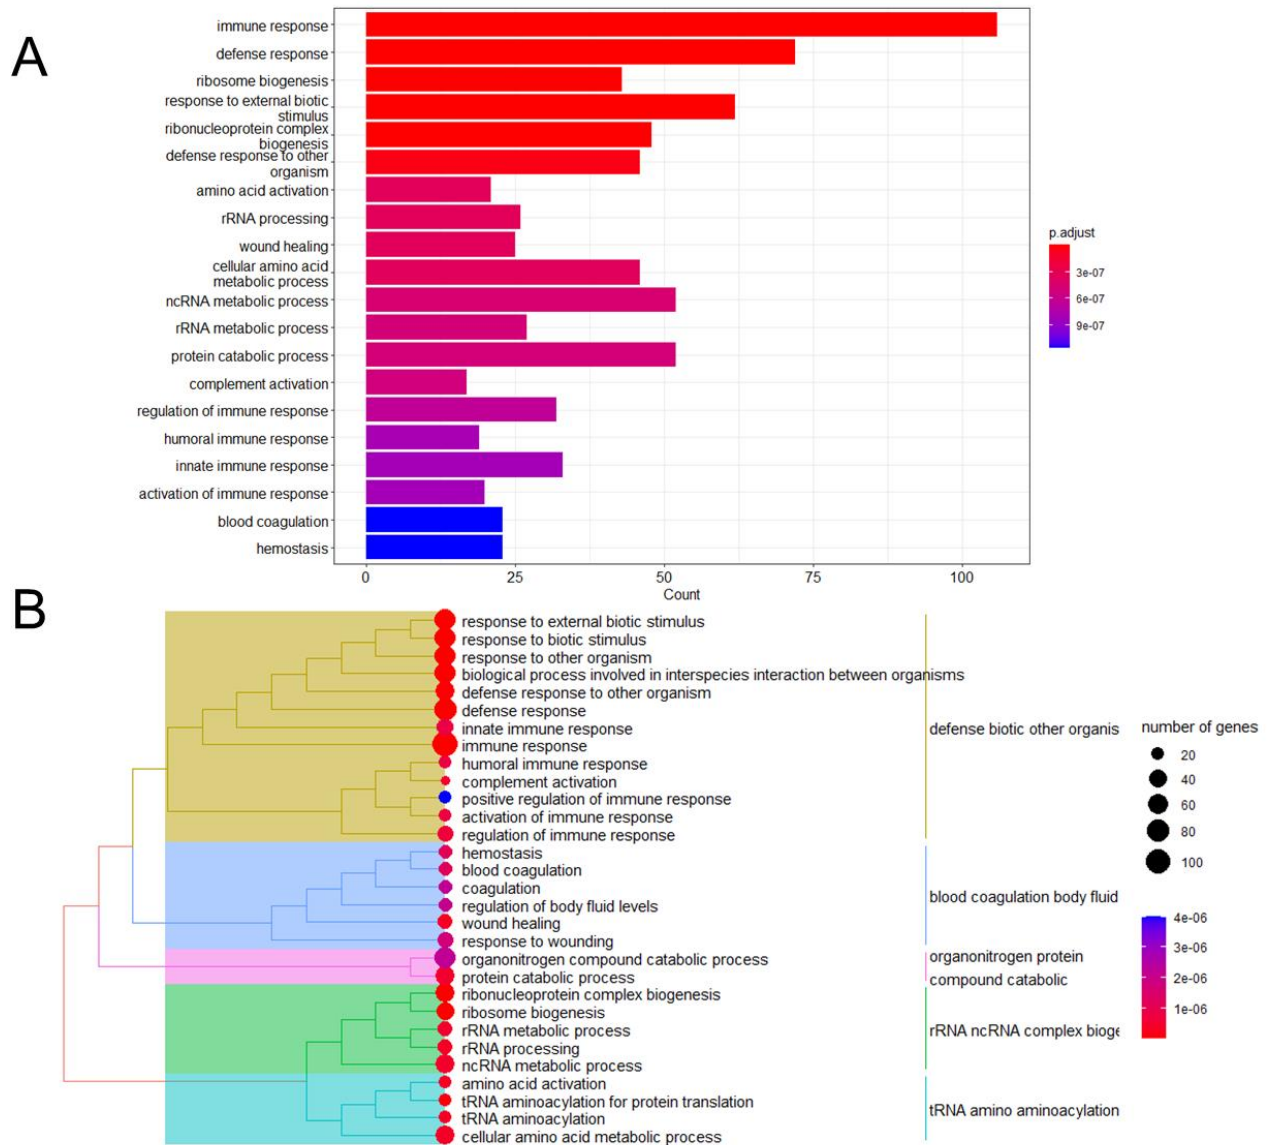 A
immune response
defense response
ribosome biogenesis
response to external biotic
stimulus
ribonucleoprotein complex
biogenesis
defense response to other
organism
amino acid activation
rRNA processing
wound healing
cellular amino acid
metabolic process
ncRNA metabolic process
rRNA metabolic process
protein catabolic process
complement activation
regulation of immune response
humoral immune response
innate immune response
activation of immune response
blood coagulation
hemostasis
0 25 50 75 100
Count
p.adjust
3e-07
6e-07
9e-07
B
response to external biotic stimulus
response to biotic stimulus
response to other organism
biological process involved in interspecies interaction between organisms
defense response to other organism
defense response
innate immune response
immune response
humoral immune response
complement activation
positive regulation of immune response
activation of immune response
regulation of immune response
hemostasis
blood coagulation
coagulation
regulation of body fluid levels
wound healing
response to wounding
organonitrogen compound catabolic process
protein catabolic process
ribonucleoprotein complex biogenesis
ribosome biogenesis
rRNA metabolic process
rRNA processing
ncRNA metabolic process
amino acid activation
tRNA aminoacylation for protein translation
tRNA aminoacylation
cellular amino acid metabolic process
defense biotic other organis
blood coagulation body fluid
organonitrogen protein
compound catabolic
rRNA ncRNA complex bioge
tRNA amino aminoacylation
number of genes
20
40
60
80
100
4e-06
3e-06
2e-06
1e-06